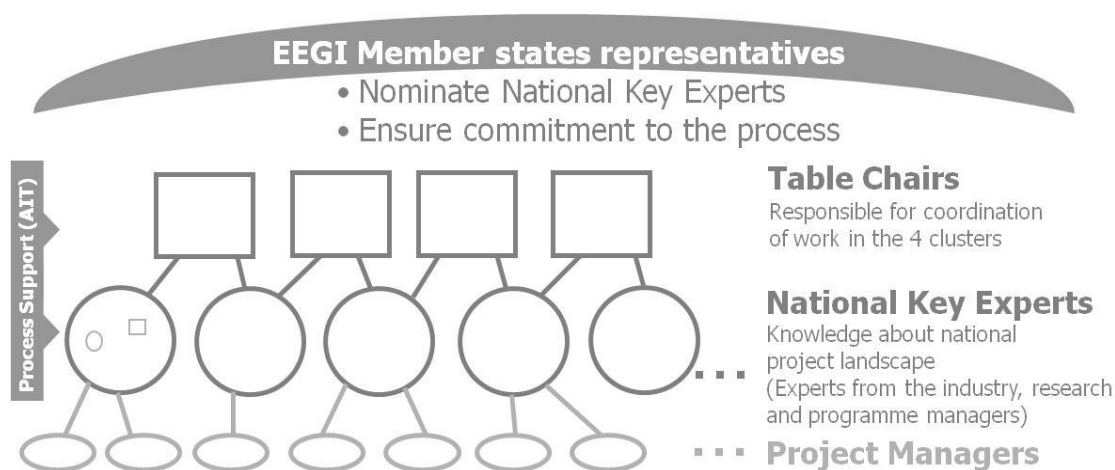 EEGI Member states representatives
• Nominate National Key Experts
• Ensure commitment to the process
Process Support (AIT)
Table Chairs
Responsible for coordination
of work in the 4 clusters
National Key Experts
Knowledge about national
project landscape
(Experts from the industry, research
and programme managers)
Project Managers